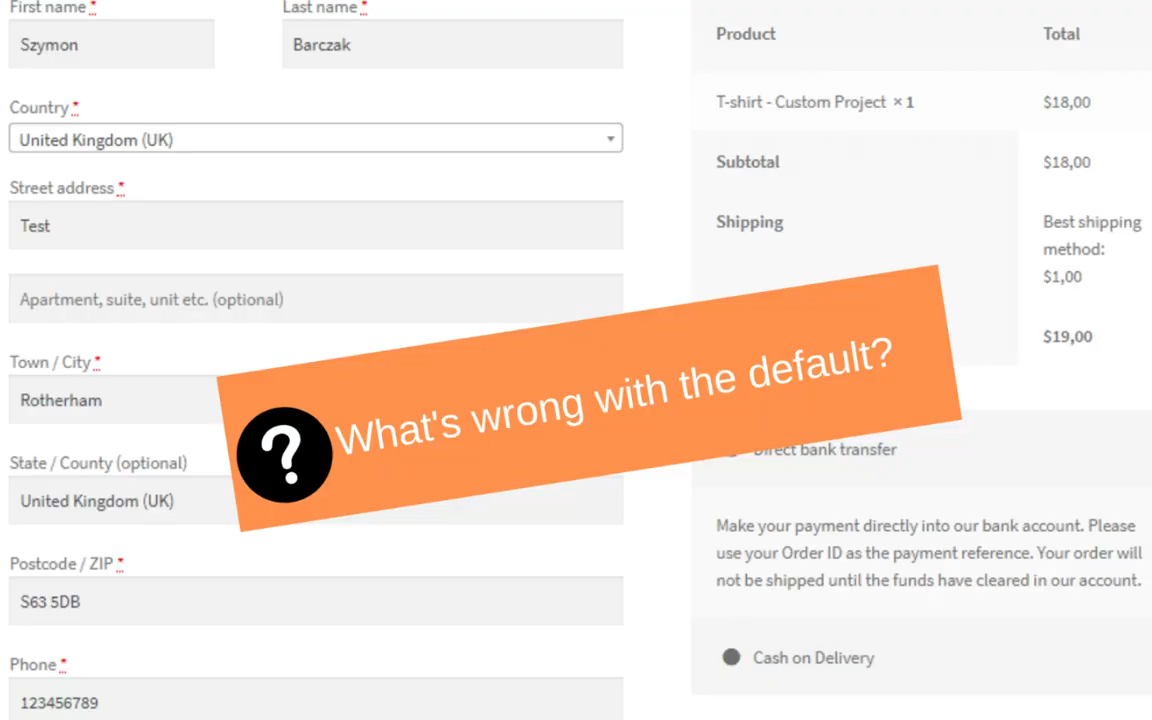 First name *
Last name *
Szymon
Barczak
Country *
United Kingdom (UK)
Street address *
Test
Apartment, suite, unit etc. (optional)
Town / City *
Rotherham
State / County (optional)
United Kingdom (UK)
Postcode / ZIP *
S63 5DB
Phone *
123456789
Product
Total
T-shirt - Custom Project × 1
$18,00
Subtotal
$18,00
Shipping
Best shipping
method:
$1,00
$19,00
What's wrong with the default?
Direct bank transfer
Make your payment directly into our bank account. Please
use your Order ID as the payment reference. Your order will
not be shipped until the funds have cleared in our account.
Cash on Delivery